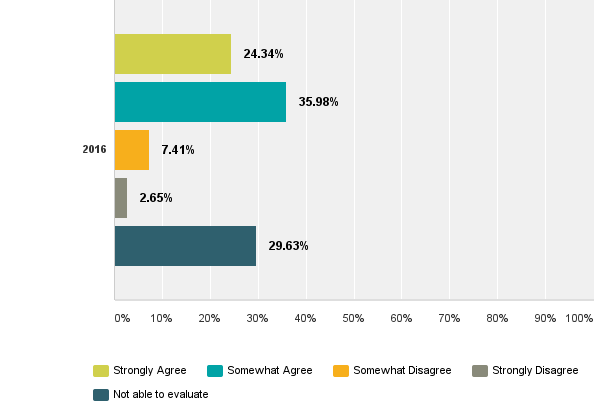 24.34%
35.98%
2016
7.41%
2.65%
29.63%
0% 10% 20% 30% 40% 50% 60% 70% 80% 90% 100%
Strongly Agree Somewhat Agree Somewhat Disagree Strongly Disagree
Not able to evaluate